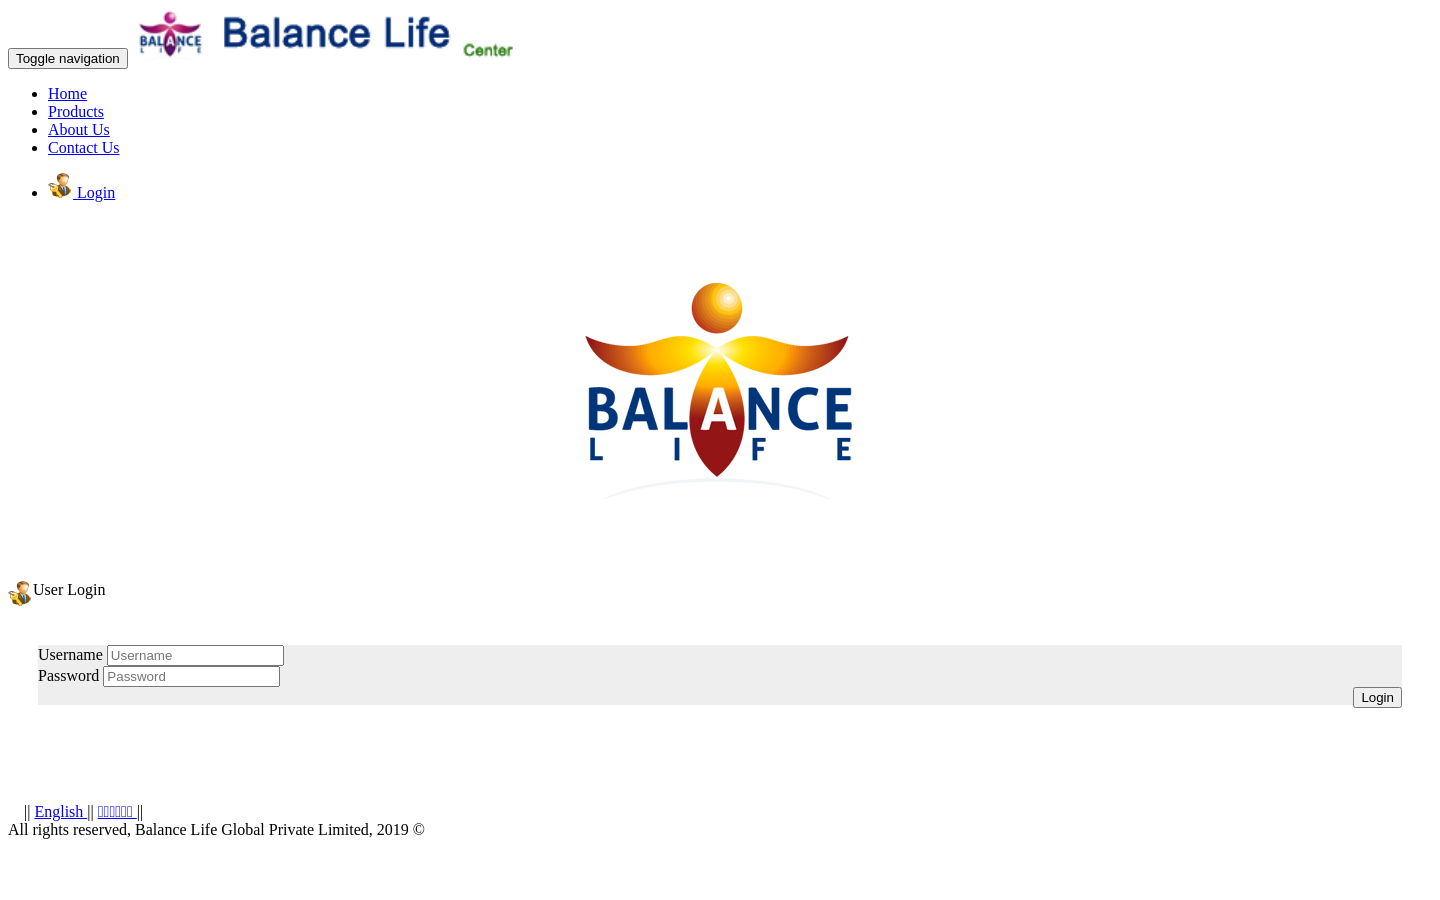 BALANCE
LIFE
Balance Life
Center
Toggle navigation
Home
Products
About Us
Contact Us
Login
BALANCE
LIFE
User Login
Username Username
Password Password
Login
|| English || ||
All rights reserved, Balance Life Global Private Limited, 2019 ©